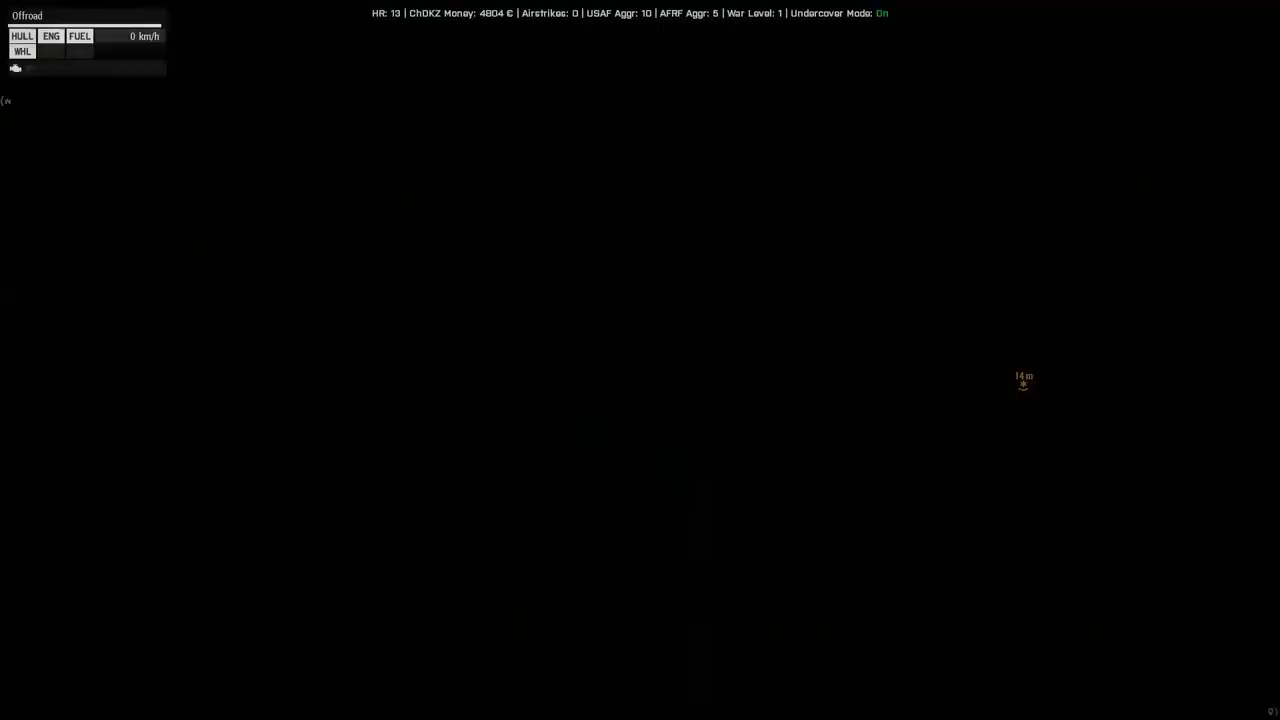 HR: 13 | ChDKZ Money: 4804 € | Airstrikes: 0 | USAF Aggr: 10 | AFRF Aggr: 5 | War Level: 1 | Undercover Mode: On
Offroad
HULL ENG FUEL 0 km/h
WHL
14 m